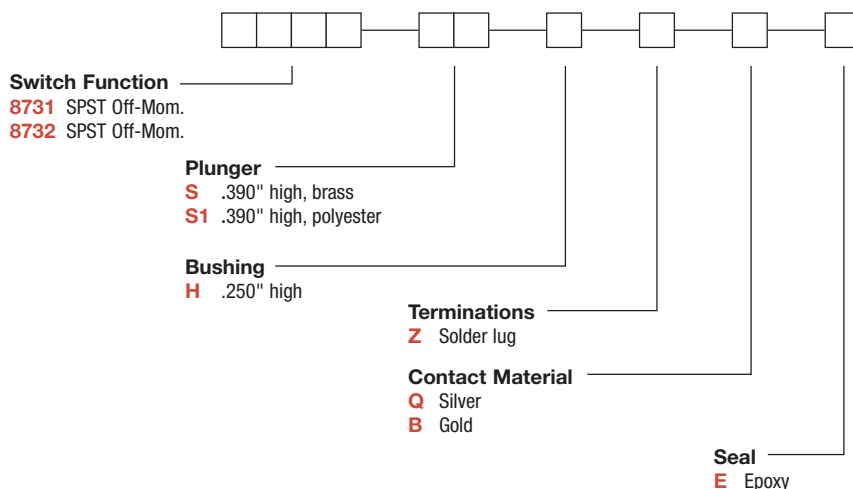 Switch Function
8731 SPST Off-Mom.
8732 SPST Off-Mom.
Plunger
S .390" high, brass
S1 .390" high, polyester
Bushing
H .250" high
Terminations
Z Solder lug
Contact Material
Q Silver
B Gold
Seal
E Epoxy